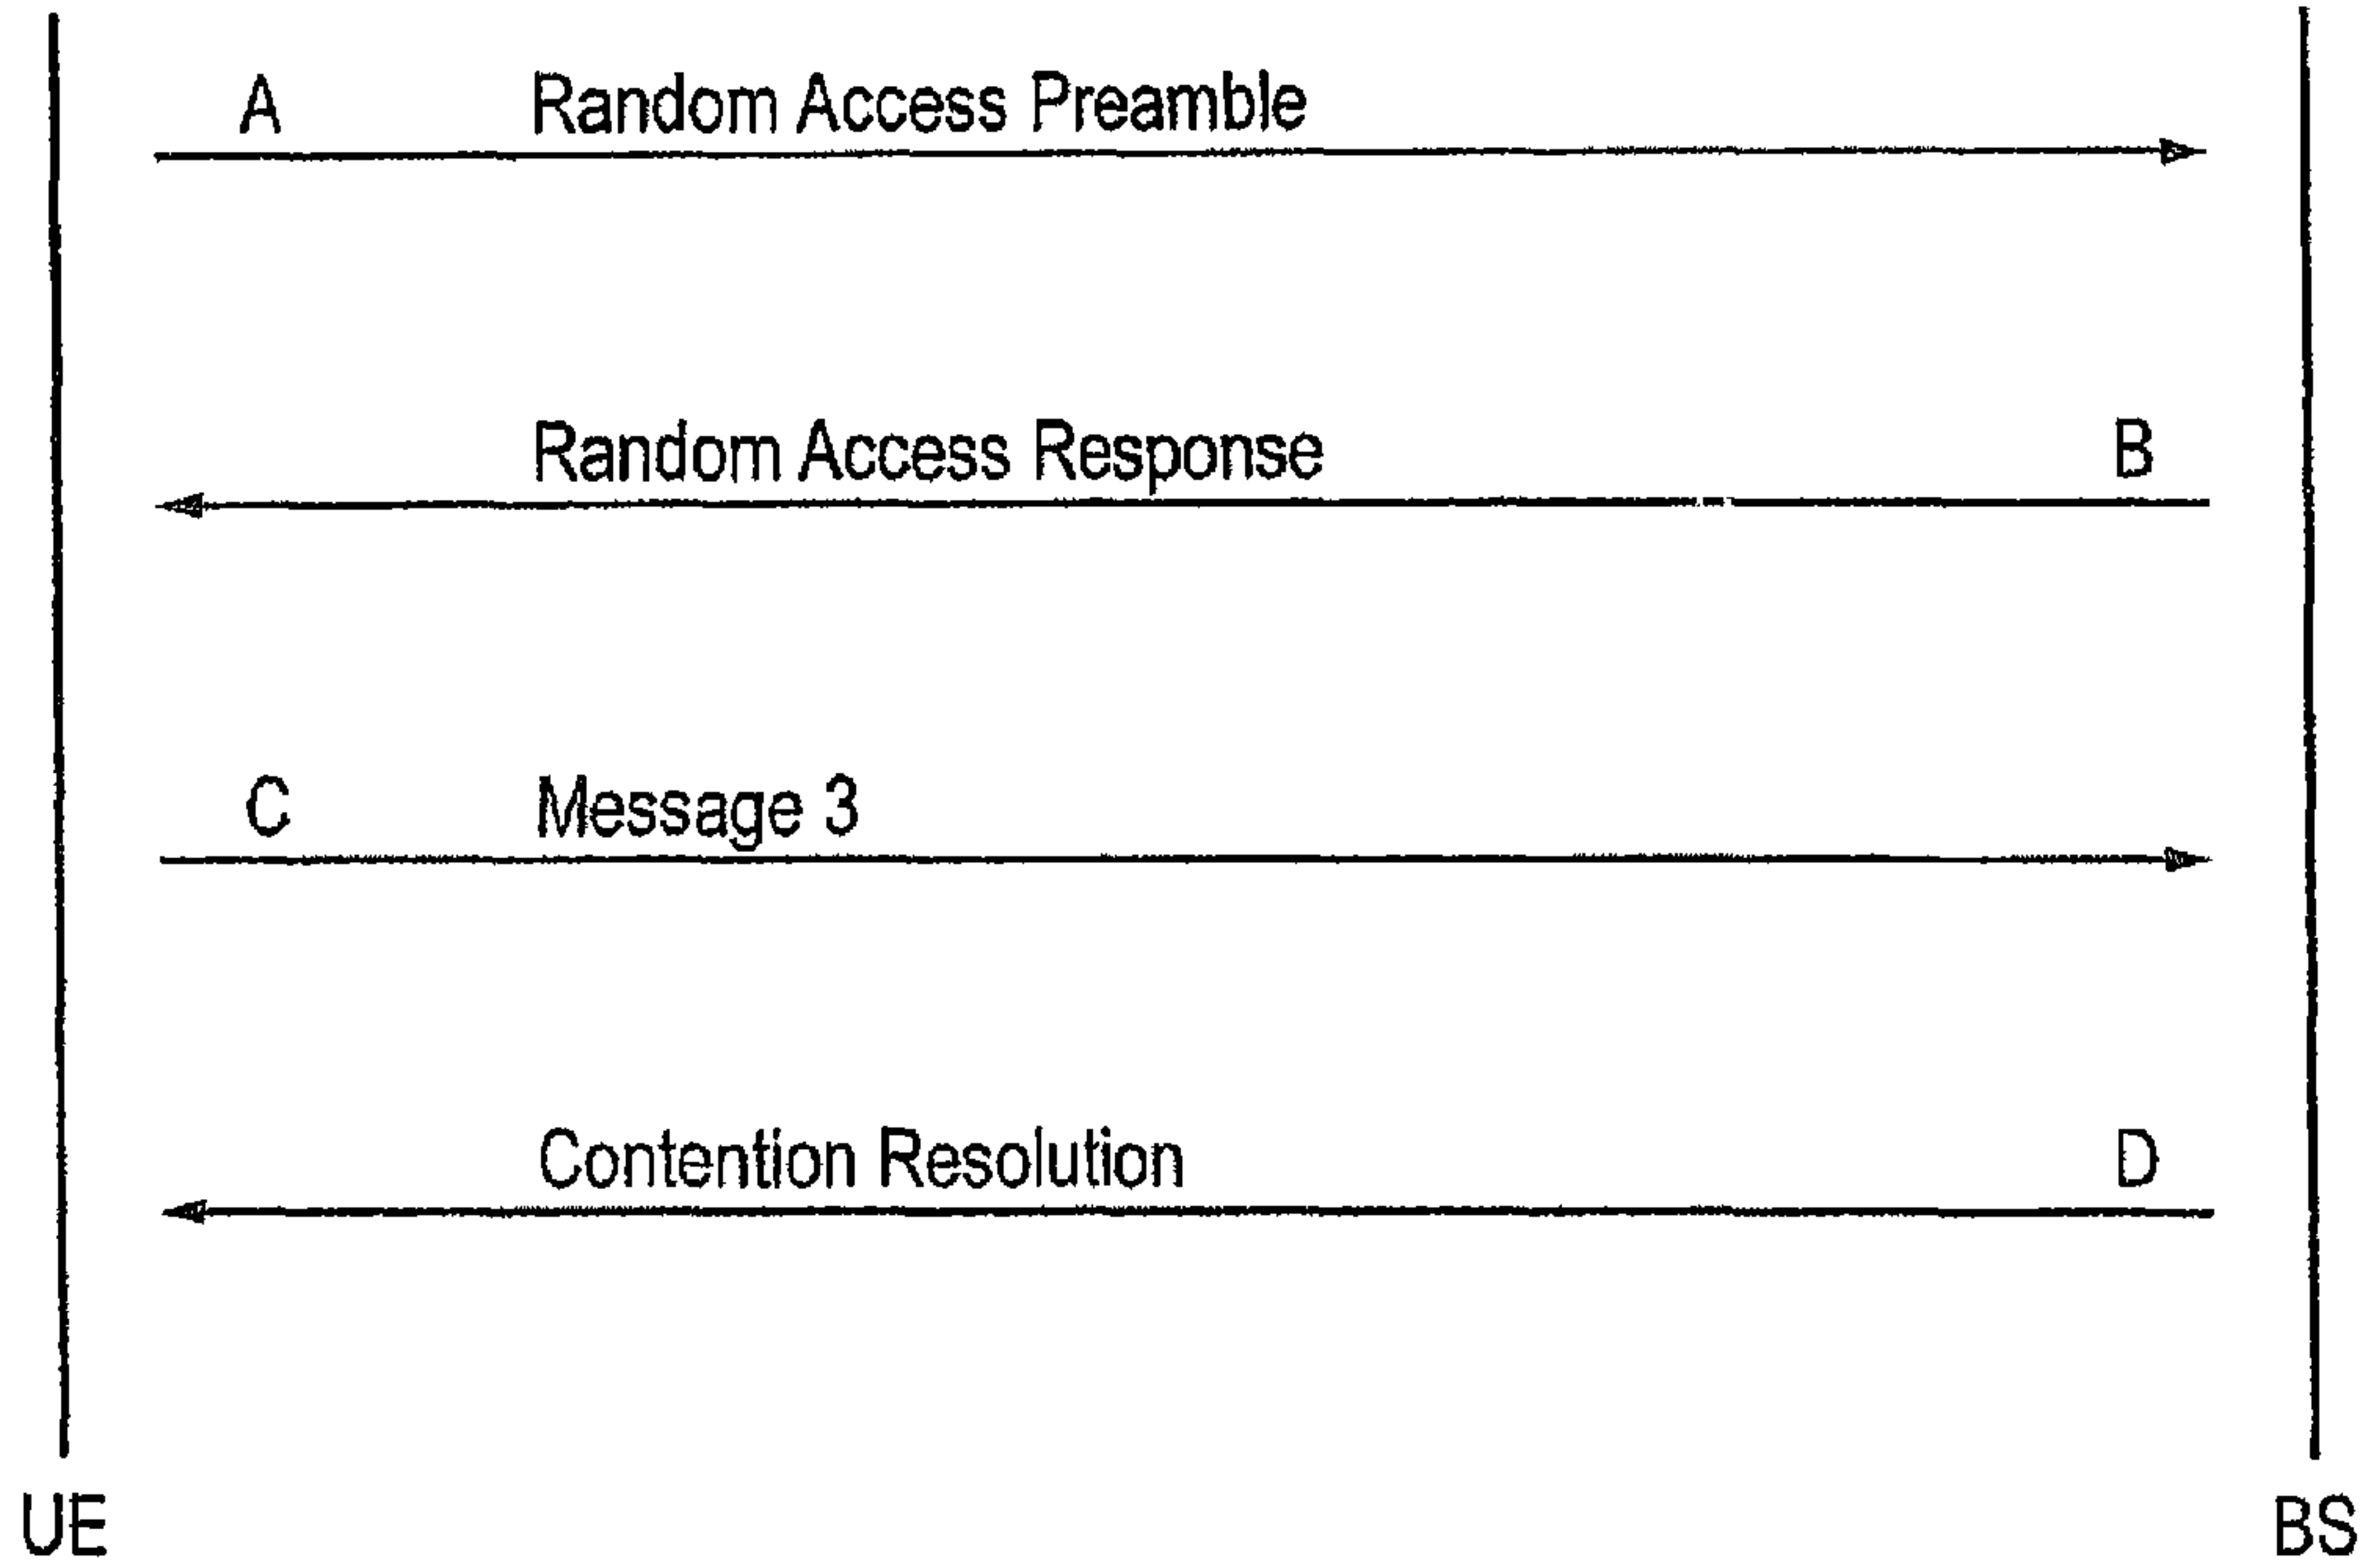 A Random Access Preamble
Random Access Response B
C Message 3
Contention Resolution D
UE BS